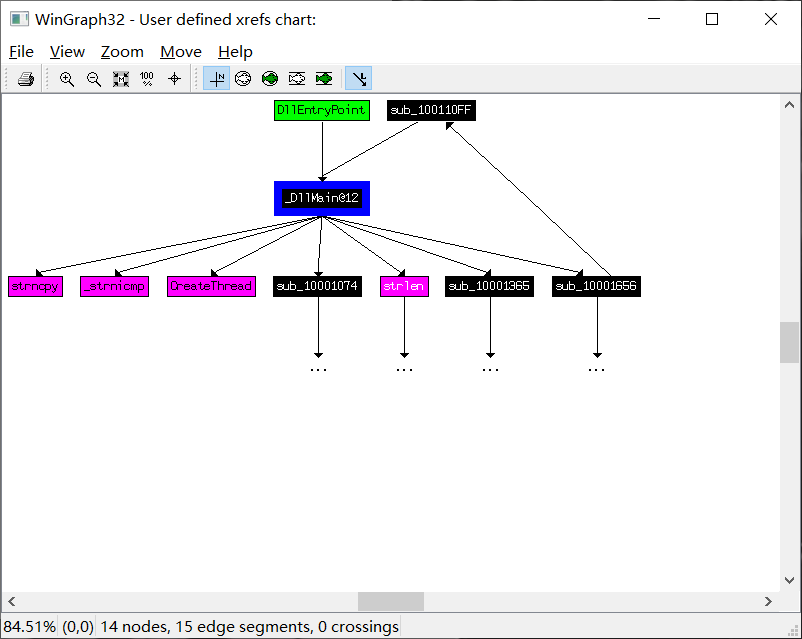 WinGraph32 - User defined xrefs chart:
File View Zoom Move Help
100 %
N
DllEntryPoint sub_100110FF
_DllMain@12
strncpy _strnicmp CreateThread sub_10001074 strlen sub_10001365 sub_10001656
... ... ... ...
84.51% (0,0) 14 nodes, 15 edge segments, 0 crossings